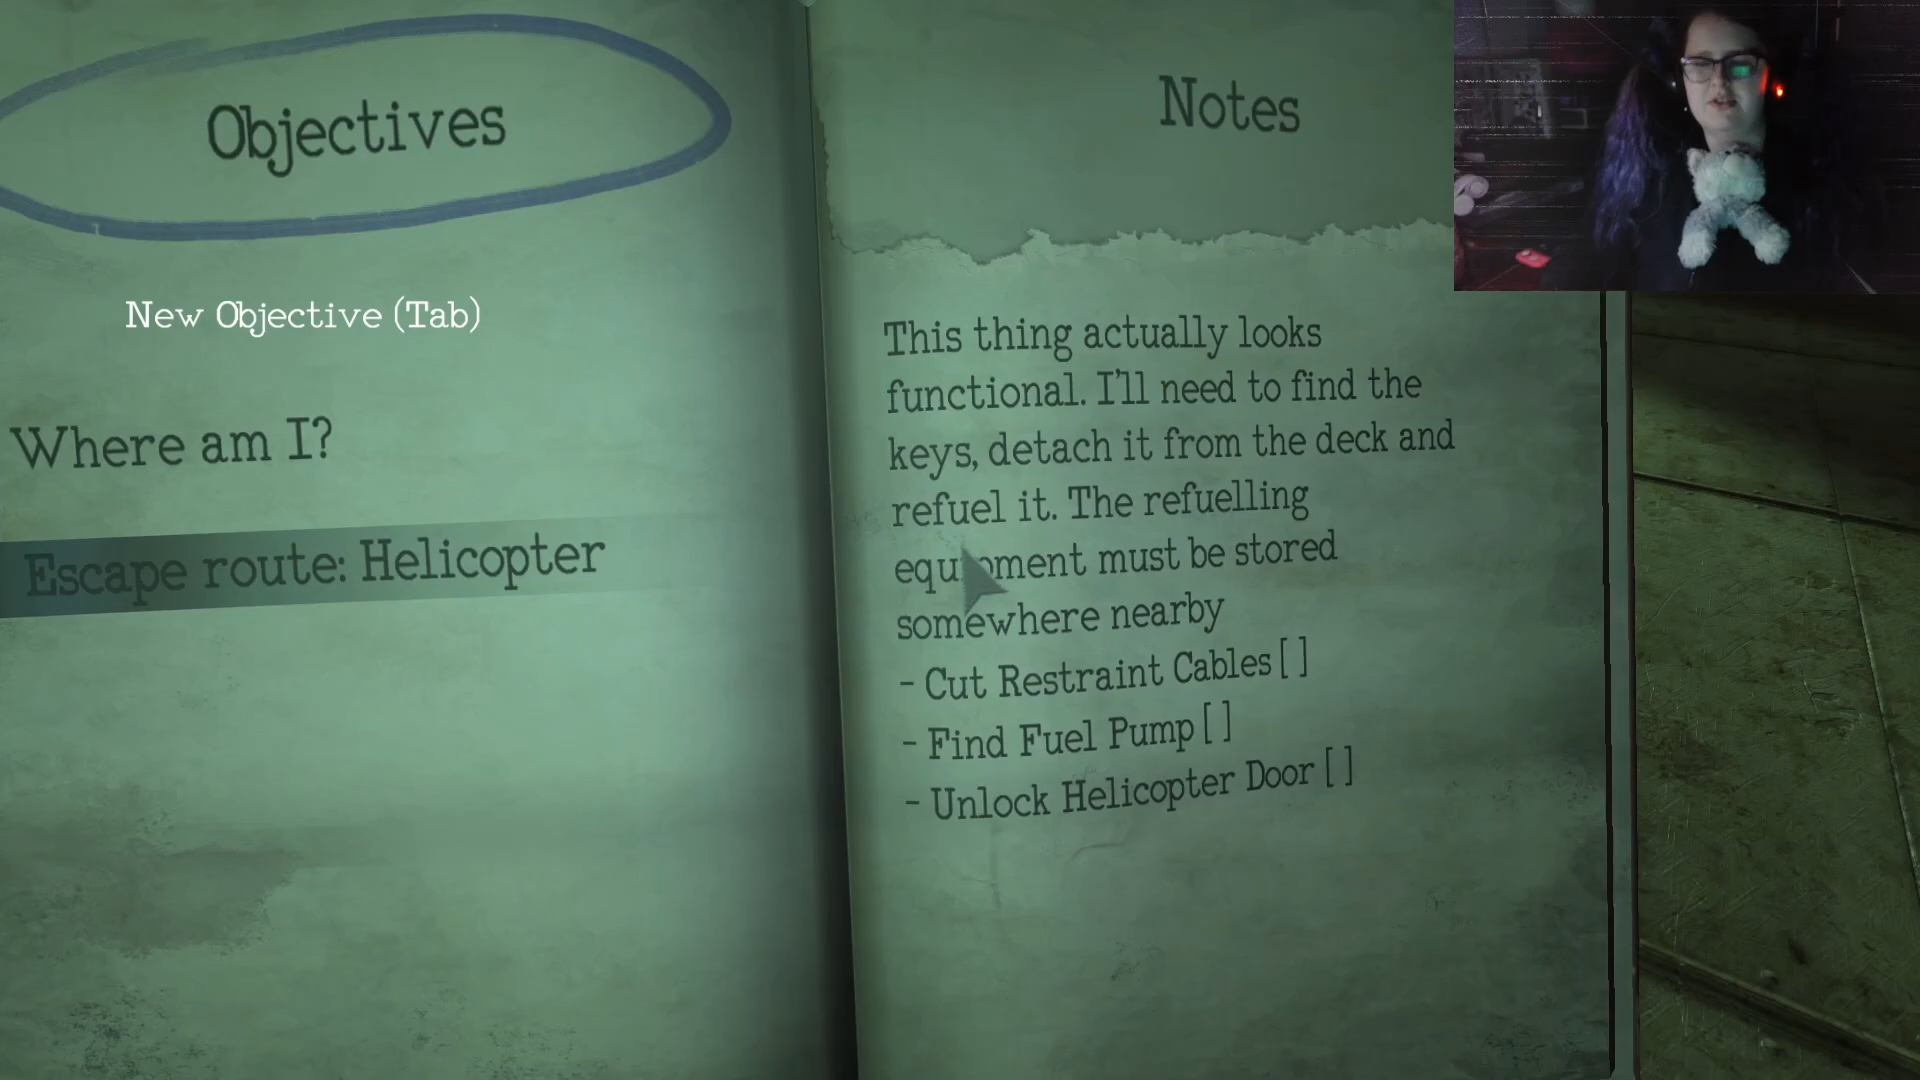 Objectives
New Objective (Tab)
Where am I?
Escape route: Helicopter
Notes
This thing actually looks
functional. I'll need to find the
keys, detach it from the deck and
refuel it. The refuelling
equipment must be stored
somewhere nearby
- Cut Restraint Cables [ ]
- Find Fuel Pump [ ]
- Unlock Helicopter Door [ ]